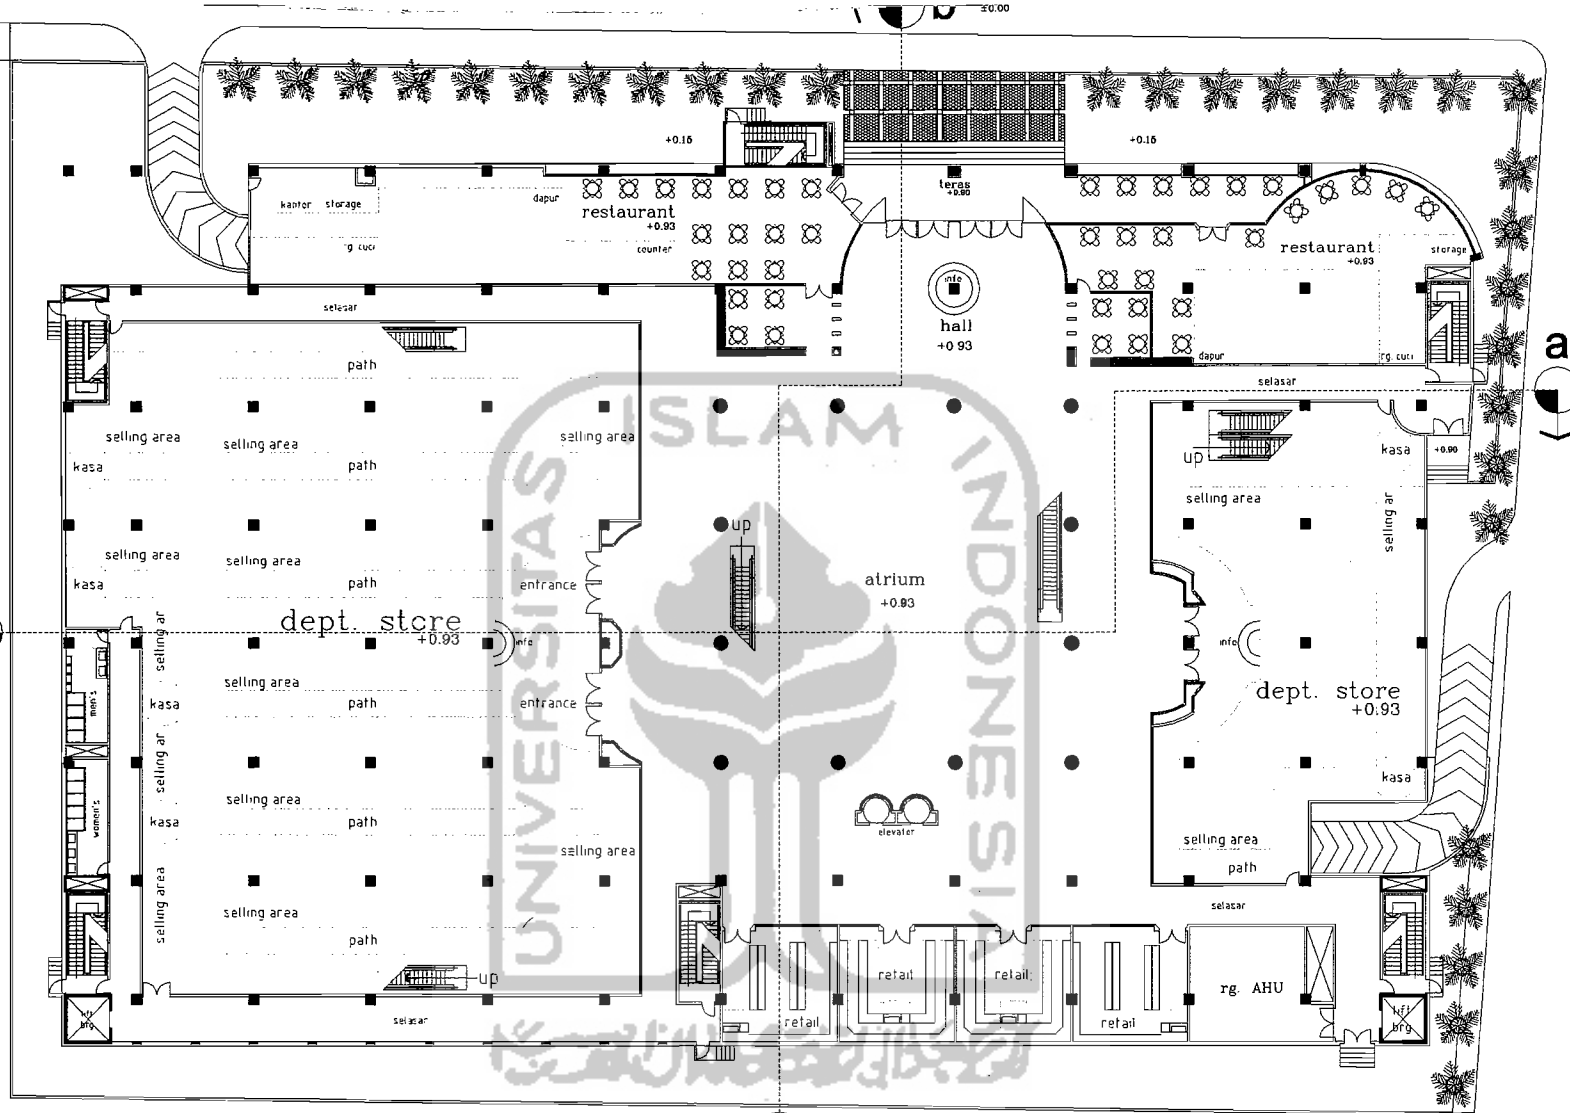 b
±0.00
+0.15
+0.15
teras
+0.90
kantor storage
dapur
restaurant
+0.93
rg cuci
counter
restaurant
+0.93
storage
info
selasar
hall
+0 93
a
path
dapur
rg. cuci
selasar
ISLAM
selling area
selling area
selling area
kasa
path
up
kasa
+0.90
selling area
selling ar
up
UNIVERSITAS
INDONESIA
selling area
selling area
kasa
path
entrance
atrium
+0.93
dept. store
+0.93
selling ar
info
info
selling area
men's
kasa
path
entrance
dept. store
+0.93
selling ar
kasa
selling area
women's
kasa
path
elevator
selling area
selling area
path
selling area
selling area
selasar
path
up
retail
retail
rg. AHU
lift
brg
selasar
retail
retail
lift
brg